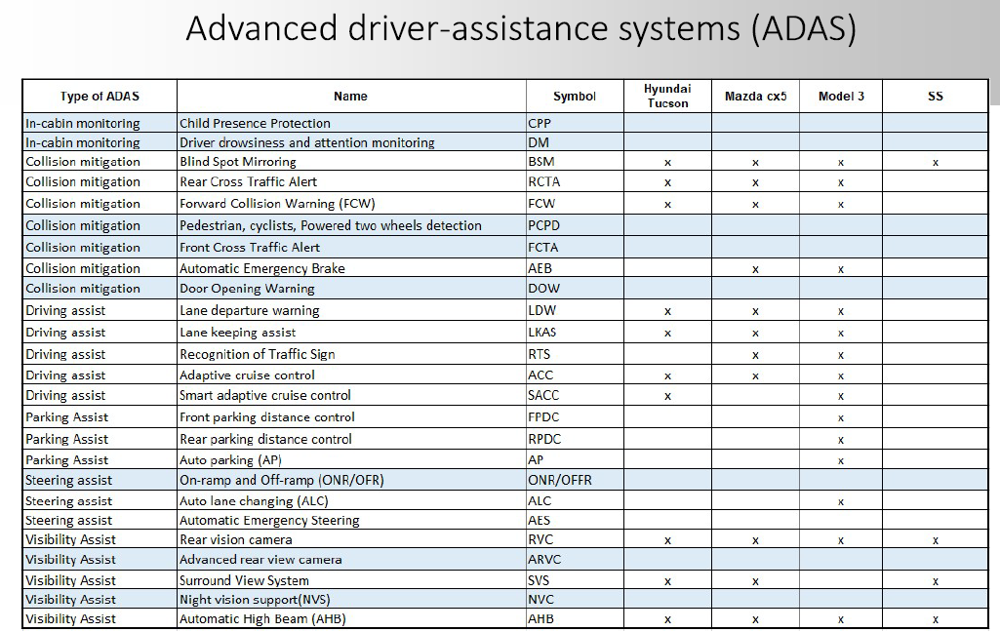 Advanced driver-assistance systems (ADAS)
Type of ADAS Name Symbol Hyundai Tucson Mazda cx5 Model 3 SS
In-cabin monitoring Child Presence Protection CPP
In-cabin monitoring Driver drowsiness and attention monitoring DM
Collision mitigation Blind Spot Mirroring BSM x x x x
Collision mitigation Rear Cross Traffic Alert RCTA x x x
Collision mitigation Forward Collision Warning (FCW) FCW x x x
Collision mitigation Pedestrian, cyclists, Powered two wheels detection PCPD
Collision mitigation Front Cross Traffic Alert FCTA
Collision mitigation Automatic Emergency Brake AEB x x
Collision mitigation Door Opening Warning DOW
Driving assist Lane departure warning LDW x x x
Driving assist Lane keeping assist LKAS x x x
Driving assist Recognition of Traffic Sign RTS x x
Driving assist Adaptive cruise control ACC x x x
Driving assist Smart adaptive cruise control SACC x x
Parking Assist Front parking distance control FPDC x
Parking Assist Rear parking distance control RPDC x
Parking Assist Auto parking (AP) AP x
Steering assist On-ramp and Off-ramp (ONR/OFR) ONR/OFFR
Steering assist Auto lane changing (ALC) ALC x
Steering assist Automatic Emergency Steering AES
Visibility Assist Rear vision camera RVC x x x x
Visibility Assist Advanced rear view camera ARVC
Visibility Assist Surround View System SVS x x x
Visibility Assist Night vision support(NVS) NVC
Visibility Assist Automatic High Beam (AHB) AHB x x x x